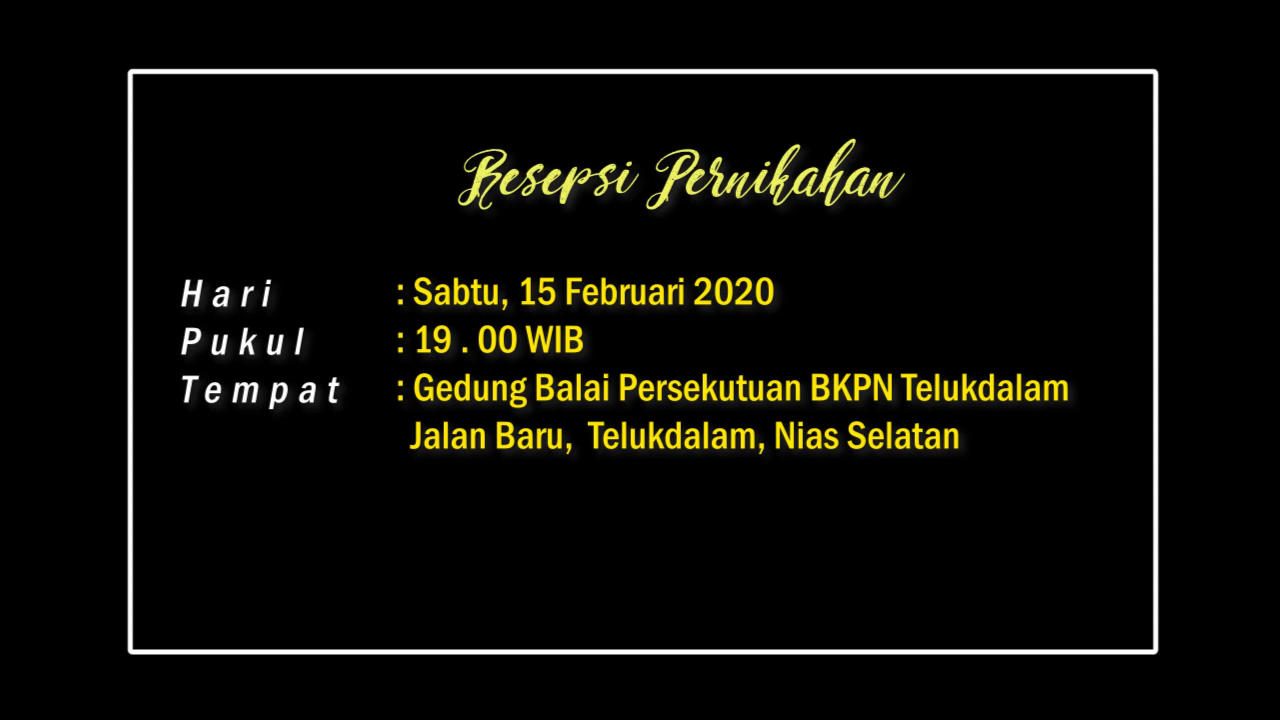 Resepsi Pernikahan
Hari : Sabtu, 15 Februari 2020
Pukul : 19 . 00 WIB
Tempat : Gedung Balai Persekutuan BKPN Telukdalam
Jalan Baru, Telukdalam, Nias Selatan